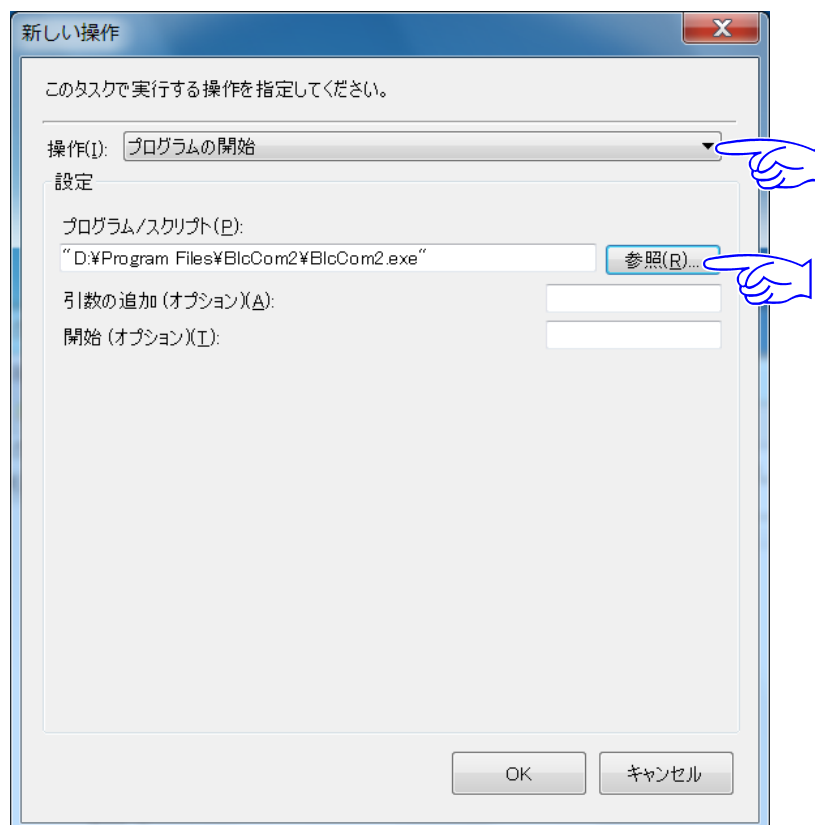 新しい操作
X
このタスクで実行する操作を指定してください。
操作(I): プログラムの開始
設定
プログラム/スクリプト(P):
"D:¥Program Files¥BlcCom2¥BlcCom2.exe" 参照(R)...
引数の追加 (オプション)(A):
開始 (オプション)(T):
OK キャンセル